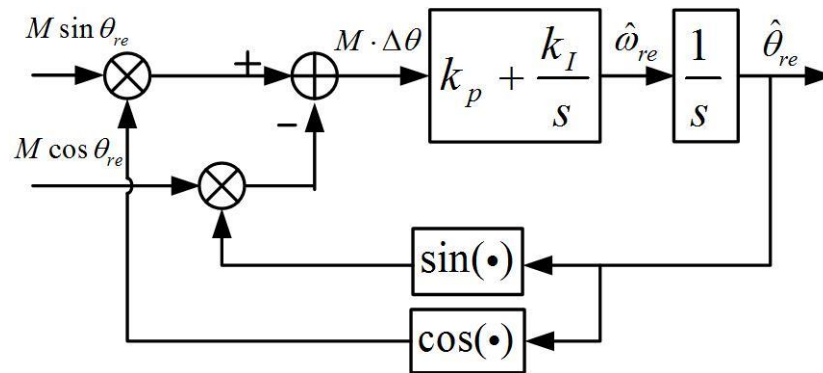 M sin θ_re
+
M · Δθ
k_p + k_I/s
ω̂_re
1/s
θ̂_re
−
M cos θ_re
sin(•)
cos(•)